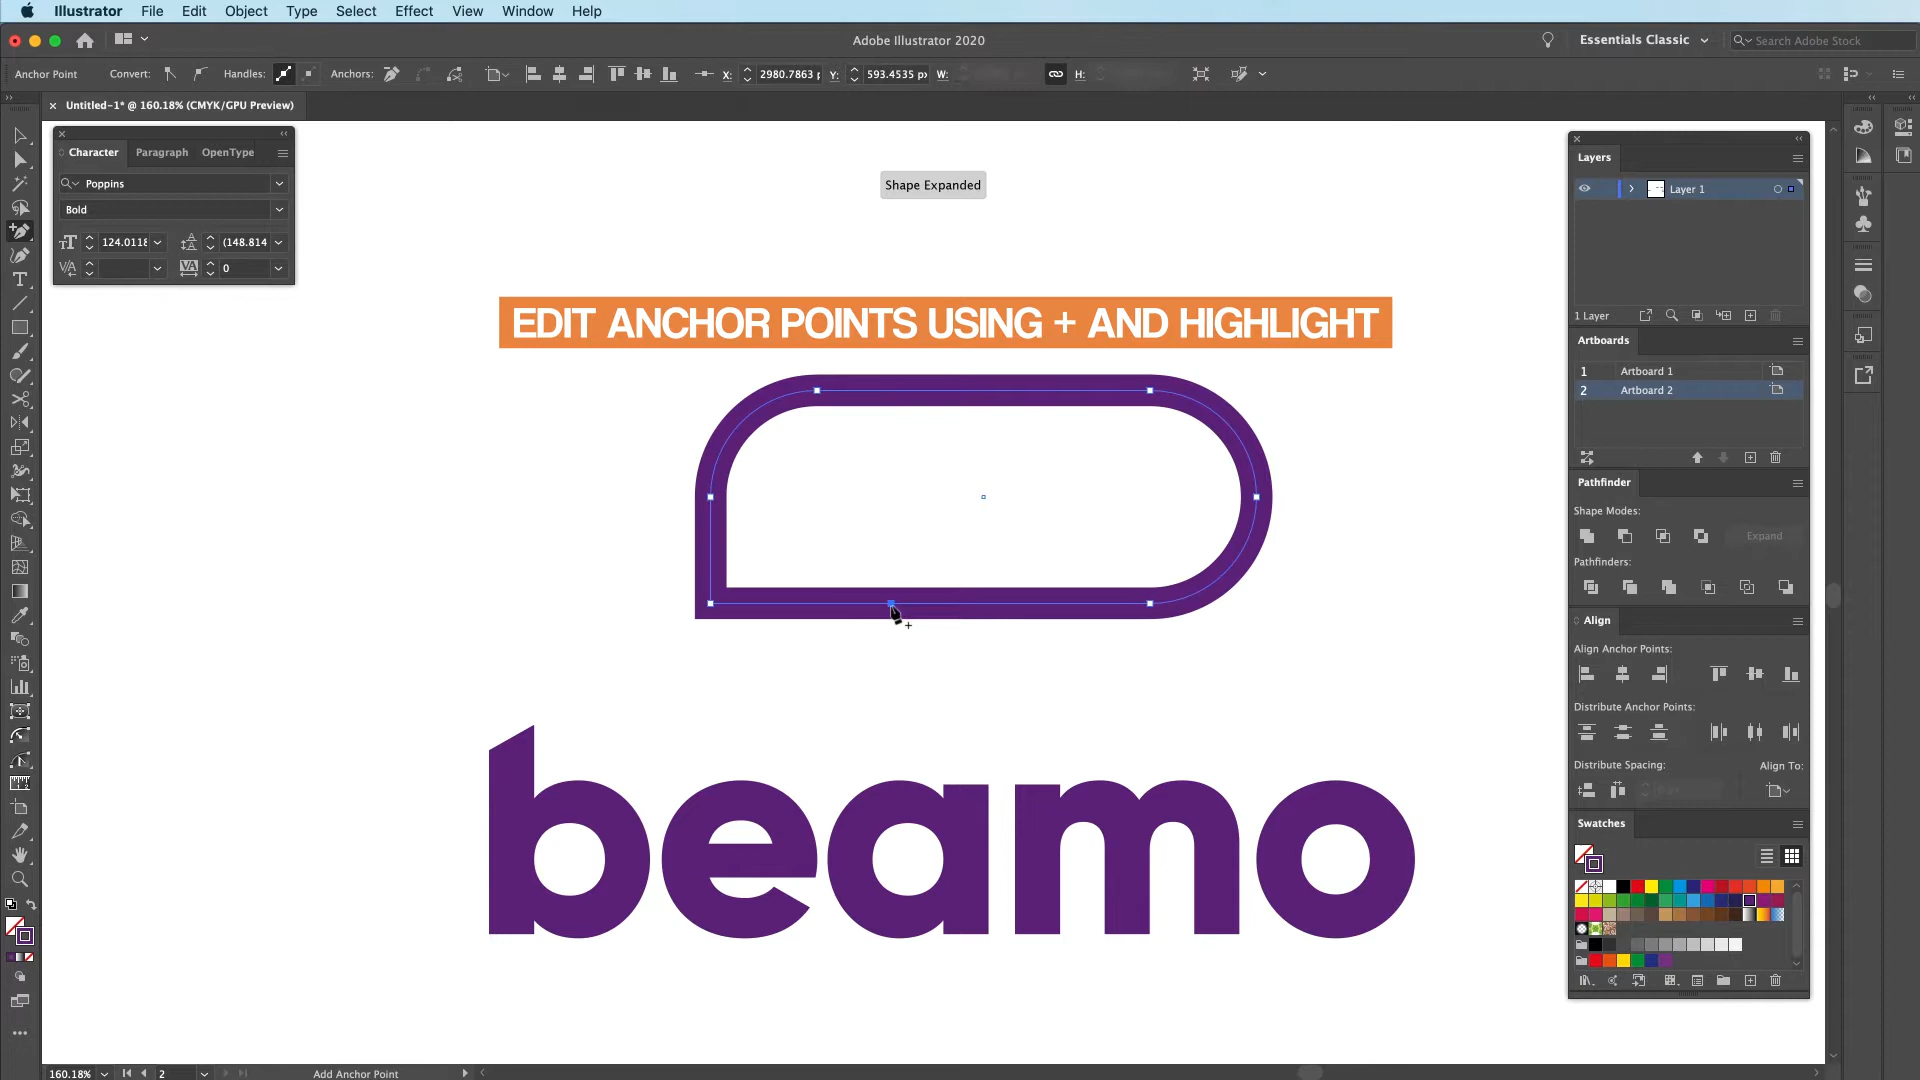 Illustrator File Edit Object Type Select Effect View Window Help
Adobe Illustrator 2020
Essentials Classic
Search Adobe Stock
Anchor Point Convert: Handles: Anchors: X: 2980.7863 p Y: 593.4535 px W: H:
Untitled-1* @ 160.18% (CMYK/GPU Preview)
Character Paragraph OpenType
Poppins
Bold
124.0118 (148.814
0
Shape Expanded
EDIT ANCHOR POINTS USING + AND HIGHLIGHT
beamo
Layers
Layer 1
1 Layer
Artboards
1 Artboard 1
2 Artboard 2
Pathfinder
Shape Modes:
Expand
Pathfinders:
Align
Align Anchor Points:
Distribute Anchor Points:
Distribute Spacing: Align To:
Swatches
160.18% 2 Add Anchor Point